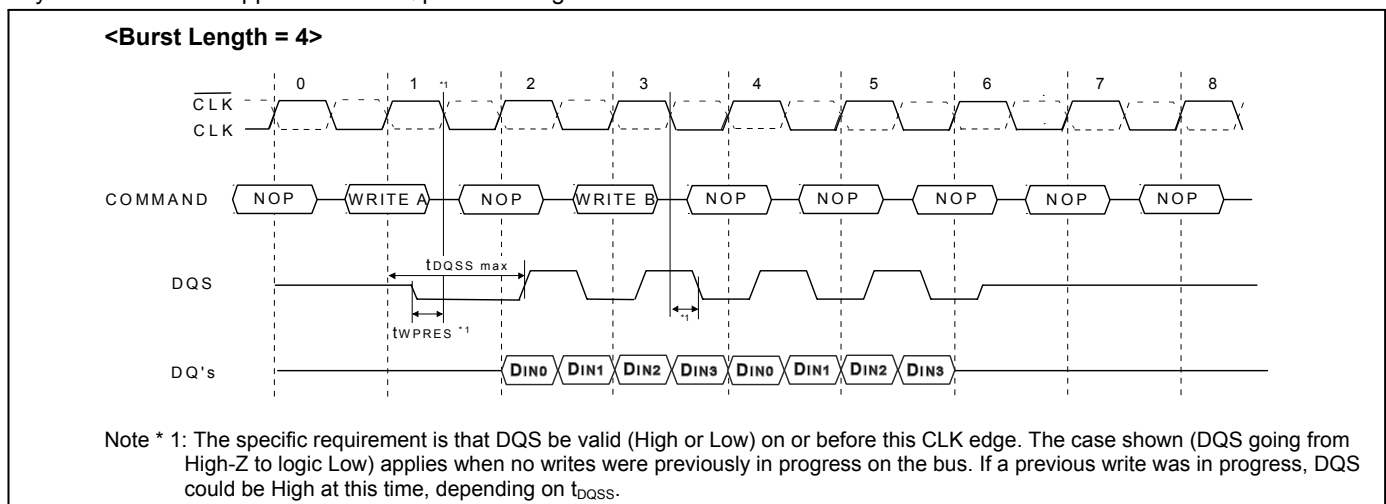 <Burst Length = 4>
0 1 *1 2 3 4 5 6 7 8
CLK
CLK
COMMAND NOP WRITE A NOP WRITE B NOP NOP NOP NOP NOP
tDQSS max
DQS
*1
tWPRES *1
DQ's DIN0 DIN1 DIN2 DIN3 DIN0 DIN1 DIN2 DIN3
Note * 1: The specific requirement is that DQS be valid (High or Low) on or before this CLK edge. The case shown (DQS going from
High-Z to logic Low) applies when no writes were previously in progress on the bus. If a previous write was in progress, DQS
could be High at this time, depending on tDQSS.